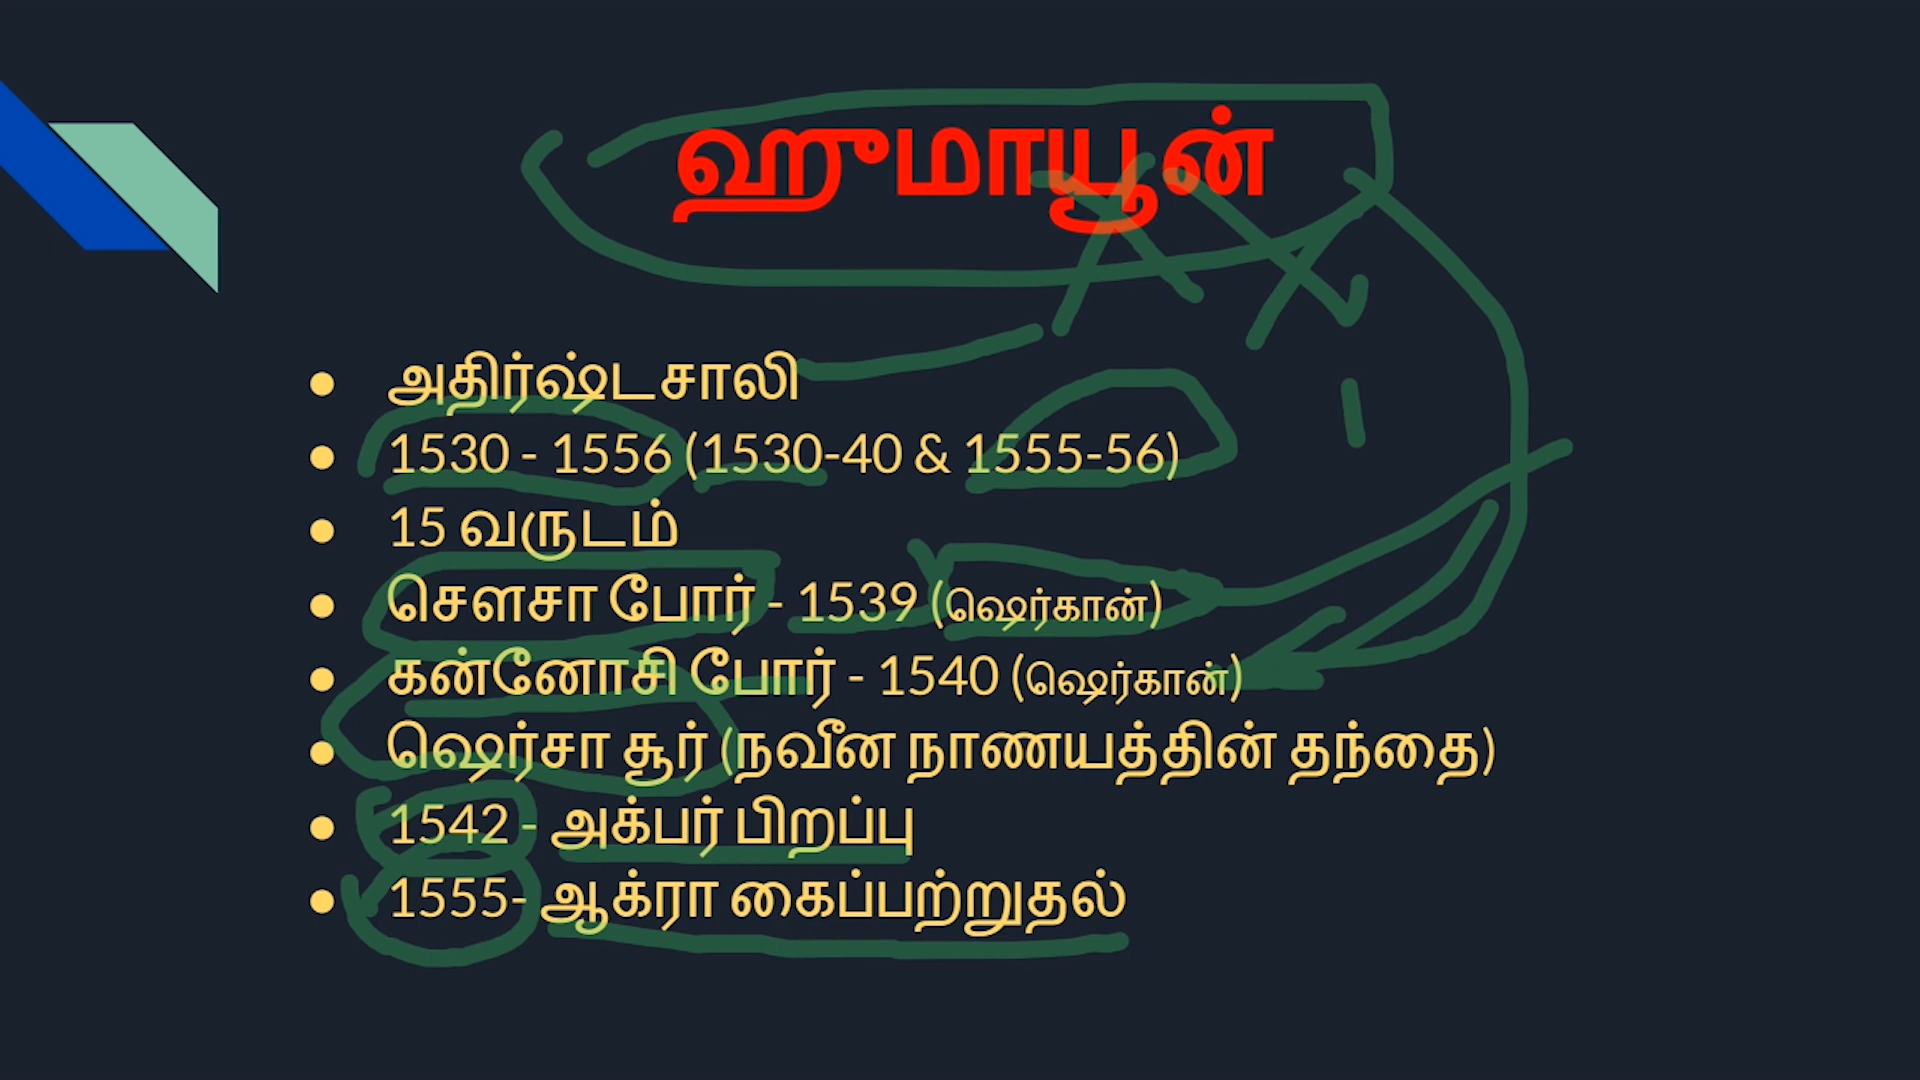 ஹுமாயூன்
● அதிர்ஷ்டசாலி
● 1530 - 1556 (1530-40 & 1555-56)
● 15 வருடம்
● சௌசா போர் - 1539 (ஷெர்கான்)
● கன்னோசி போர் - 1540 (ஷெர்கான்)
● ஷெர்சா சூர் (நவீன நாணயத்தின் தந்தை)
● 1542 - அக்பர் பிறப்பு
● 1555- ஆக்ரா கைப்பற்றுதல்